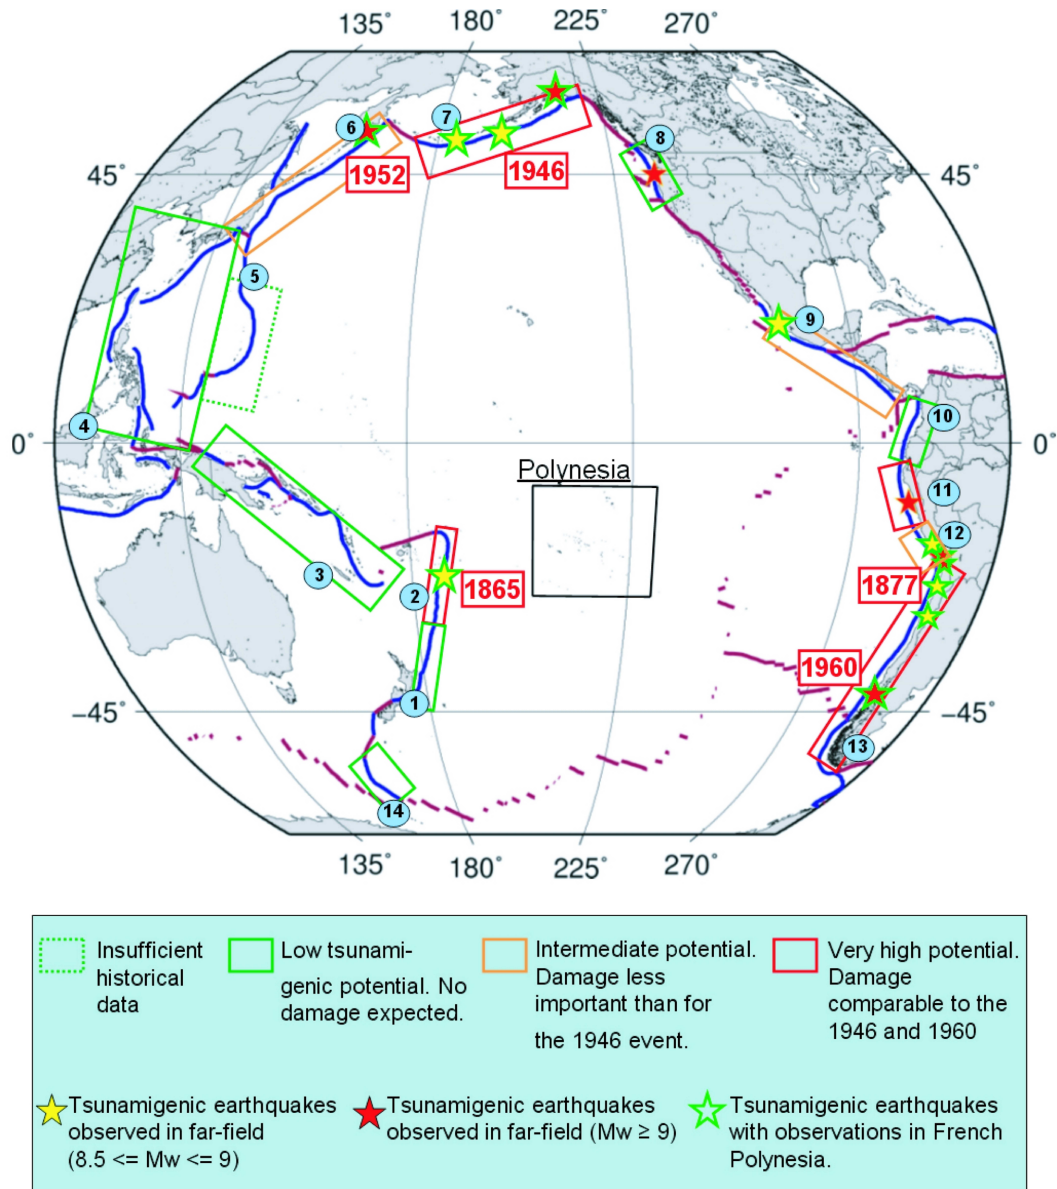 135° 180° 225° 270°
7
6
8
1952
1946
45°
45°
5
9
4
10
0°
0°
Polynesia
11
12
3
2
1865
1877
1960
1
−45°
−45°
13
14
135° 180° 225° 270°
Insufficient
historical
data
Low tsunami-
genic potential. No
damage expected.
Intermediate potential.
Damage less
important than for
the 1946 event.
Very high potential.
Damage
comparable to the
1946 and 1960
Tsunamigenic earthquakes
observed in far-field
(8.5 <= Mw <= 9)
Tsunamigenic earthquakes
observed in far-field (Mw ≥ 9)
Tsunamigenic earthquakes
with observations in French
Polynesia.